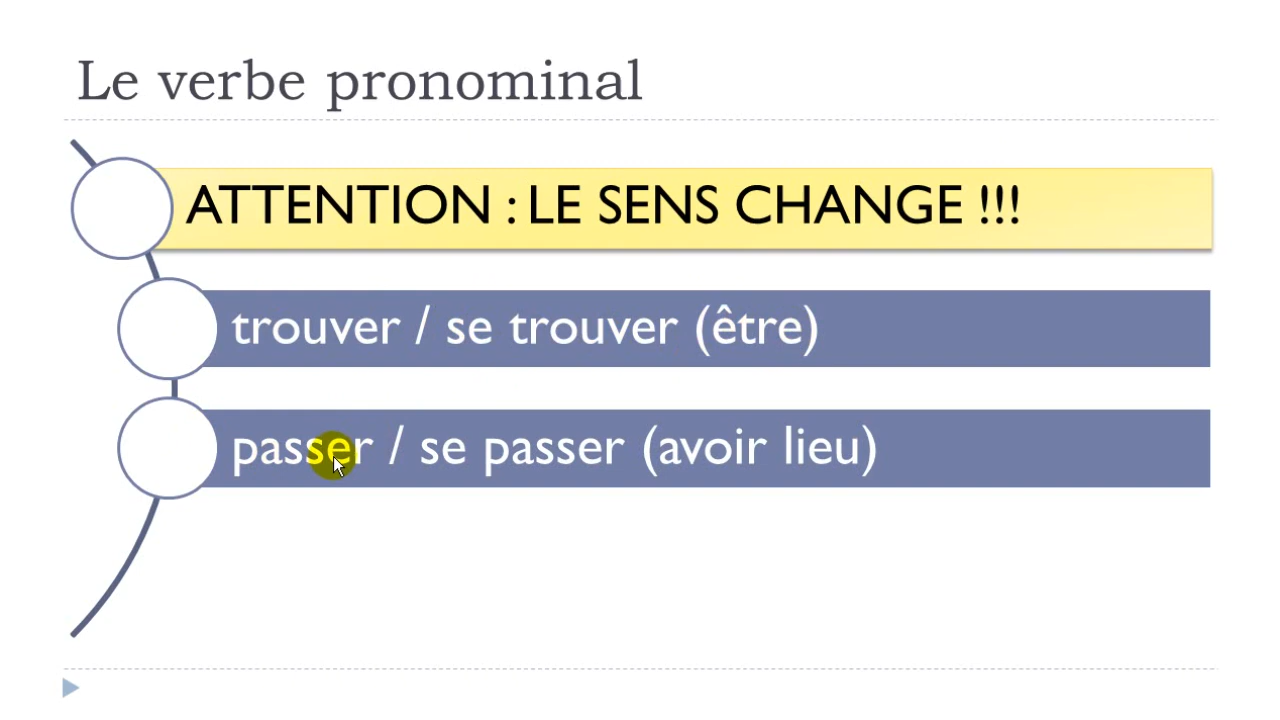 Le verbe pronominal
ATTENTION : LE SENS CHANGE !!!
trouver / se trouver (être)
passer / se passer (avoir lieu)